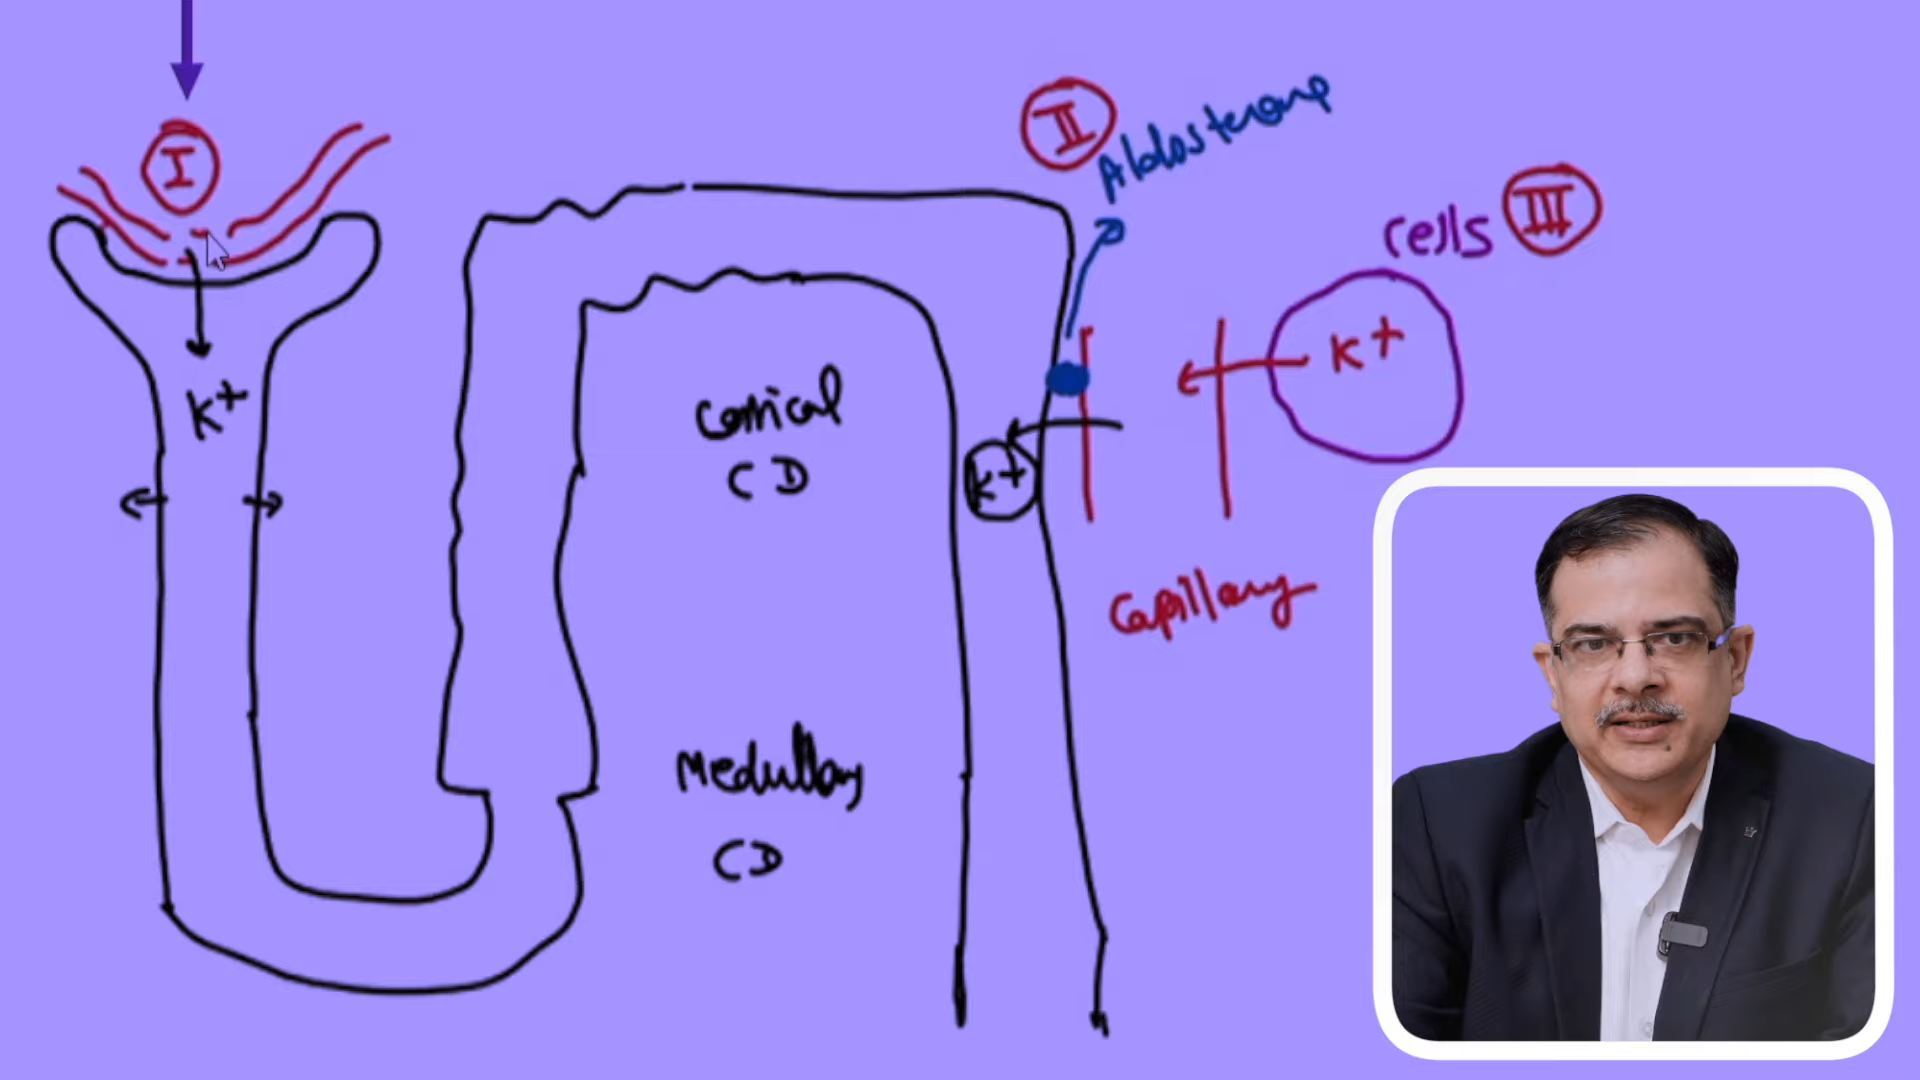 I
II
Aldosterone
cells III
K+
K+
Cortical
CD
K+
Capillary
Medullary
CD